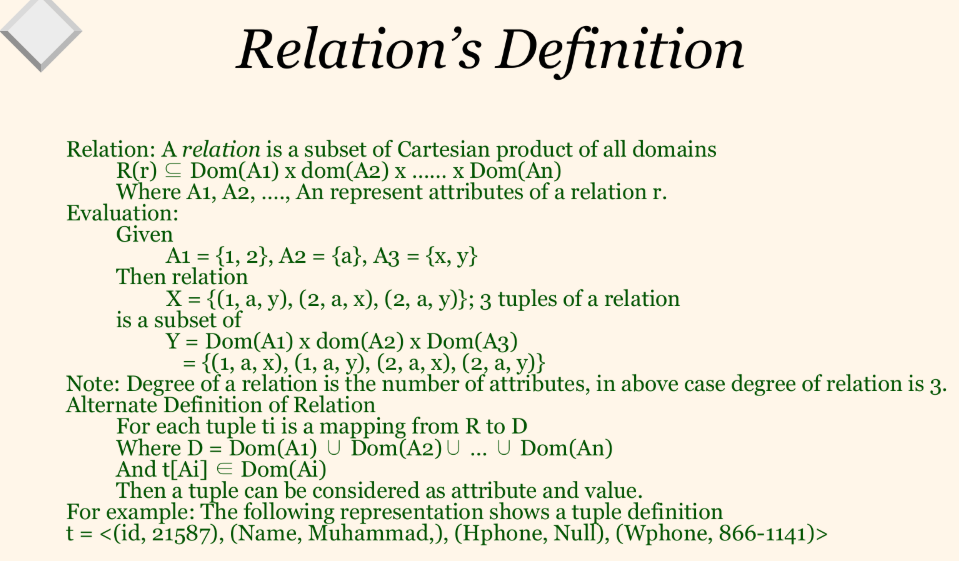 Relation's Definition
Relation: A relation is a subset of Cartesian product of all domains
R(r) ⊆ Dom(A1) x dom(A2) x ...... x Dom(An)
Where A1, A2, ...., An represent attributes of a relation r.
Evaluation:
Given
A1 = {1, 2}, A2 = {a}, A3 = {x, y}
Then relation
X = {(1, a, y), (2, a, x), (2, a, y)}; 3 tuples of a relation
is a subset of
Y = Dom(A1) x dom(A2) x Dom(A3)
= {(1, a, x), (1, a, y), (2, a, x), (2, a, y)}
Note: Degree of a relation is the number of attributes, in above case degree of relation is 3.
Alternate Definition of Relation
For each tuple ti is a mapping from R to D
Where D = Dom(A1) ∪ Dom(A2) ∪ ... ∪ Dom(An)
And t[Ai] ∈ Dom(Ai)
Then a tuple can be considered as attribute and value.
For example: The following representation shows a tuple definition
t = <(id, 21587), (Name, Muhammad,), (Hphone, Null), (Wphone, 866-1141)>